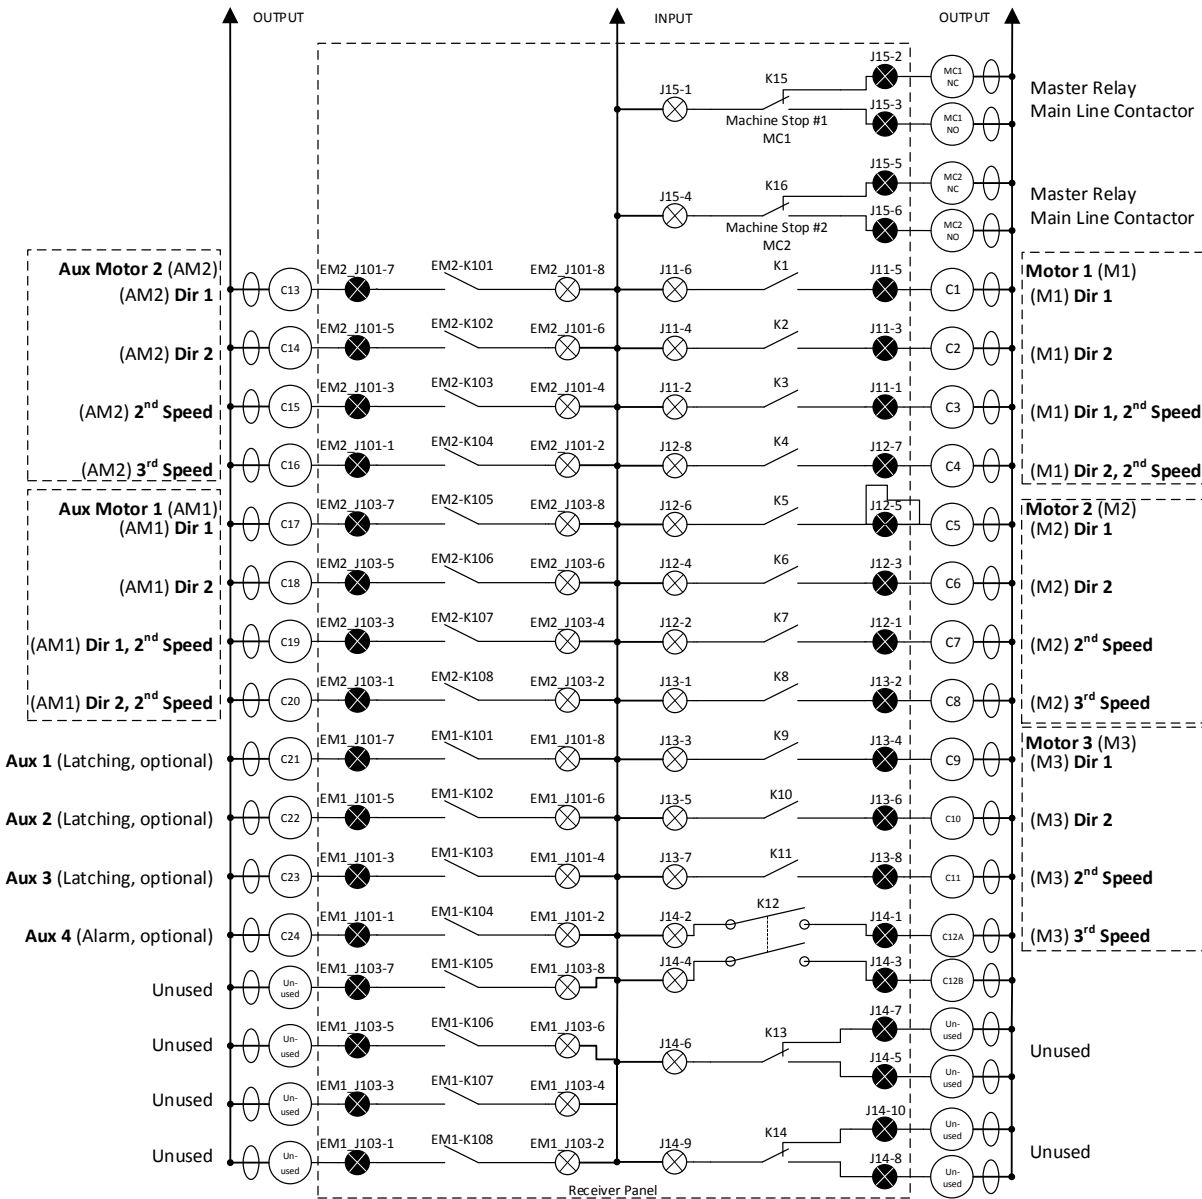 OUTPUT INPUT OUTPUT
J15-2
K15 MC1 NC
J15-1 Master Relay
J15-3 Main Line Contactor
Machine Stop #1 MC1 NO
MC1
J15-5
K16 MC2 NC
J15-4 Master Relay
J15-6 Main Line Contactor
Machine Stop #2 MC2 NO
MC2
Aux Motor 2 (AM2) EM2_J101-7 EM2-K101 EM2_J101-8 J11-6 K1 J11-5 Motor 1 (M1)
(AM2) Dir 1 C13 C1 (M1) Dir 1
EM2_J101-5 EM2-K102 EM2_J101-6 J11-4 K2 J11-3
(AM2) Dir 2 C14 C2 (M1) Dir 2
EM2_J101-3 EM2-K103 EM2_J101-4 J11-2 K3 J11-1
(AM2) 2nd Speed C15 C3 (M1) Dir 1, 2nd Speed
EM2_J101-1 EM2-K104 EM2_J101-2 J12-8 K4 J12-7
(AM2) 3rd Speed C16 C4 (M1) Dir 2, 2nd Speed
Aux Motor 1 (AM1) EM2_J103-7 EM2-K105 EM2_J103-8 J12-6 K5 J12-5 Motor 2 (M2)
(AM1) Dir 1 C17 C5 (M2) Dir 1
EM2_J103-5 EM2-K106 EM2_J103-6 J12-4 K6 J12-3
(AM1) Dir 2 C18 C6 (M2) Dir 2
EM2_J103-3 EM2-K107 EM2_J103-4 J12-2 K7 J12-1
(AM1) Dir 1, 2nd Speed C19 C7 (M2) 2nd Speed
EM2_J103-1 EM2-K108 EM2_J103-2 J13-1 K8 J13-2
(AM1) Dir 2, 2nd Speed C20 C8 (M2) 3rd Speed
EM1_J101-7 EM1-K101 EM1_J101-8 J13-3 K9 J13-4 Motor 3 (M3)
Aux 1 (Latching, optional) C21 C9 (M3) Dir 1
EM1_J101-5 EM1-K102 EM1_J101-6 J13-5 K10 J13-6
Aux 2 (Latching, optional) C22 C10 (M3) Dir 2
EM1_J101-3 EM1-K103 EM1_J101-4 J13-7 K11 J13-8
Aux 3 (Latching, optional) C23 C11 (M3) 2nd Speed
EM1_J101-1 EM1-K104 EM1_J101-2 J14-2 K12 J14-1
Aux 4 (Alarm, optional) C24 C12A (M3) 3rd Speed
EM1_J103-7 EM1-K105 EM1_J103-8 J14-4 J14-3
Unused Un-used C12B
EM1_J103-5 EM1-K106 EM1_J103-6 J14-6 K13 J14-7 Un-used
Unused Un-used Unused
J14-5 Un-used
EM1_J103-3 EM1-K107 EM1_J103-4
Unused Un-used
J14-10 Un-used
EM1_J103-1 EM1-K108 EM1_J103-2 J14-9 K14
Unused Un-used Unused
J14-8 Un-used
Receiver Panel